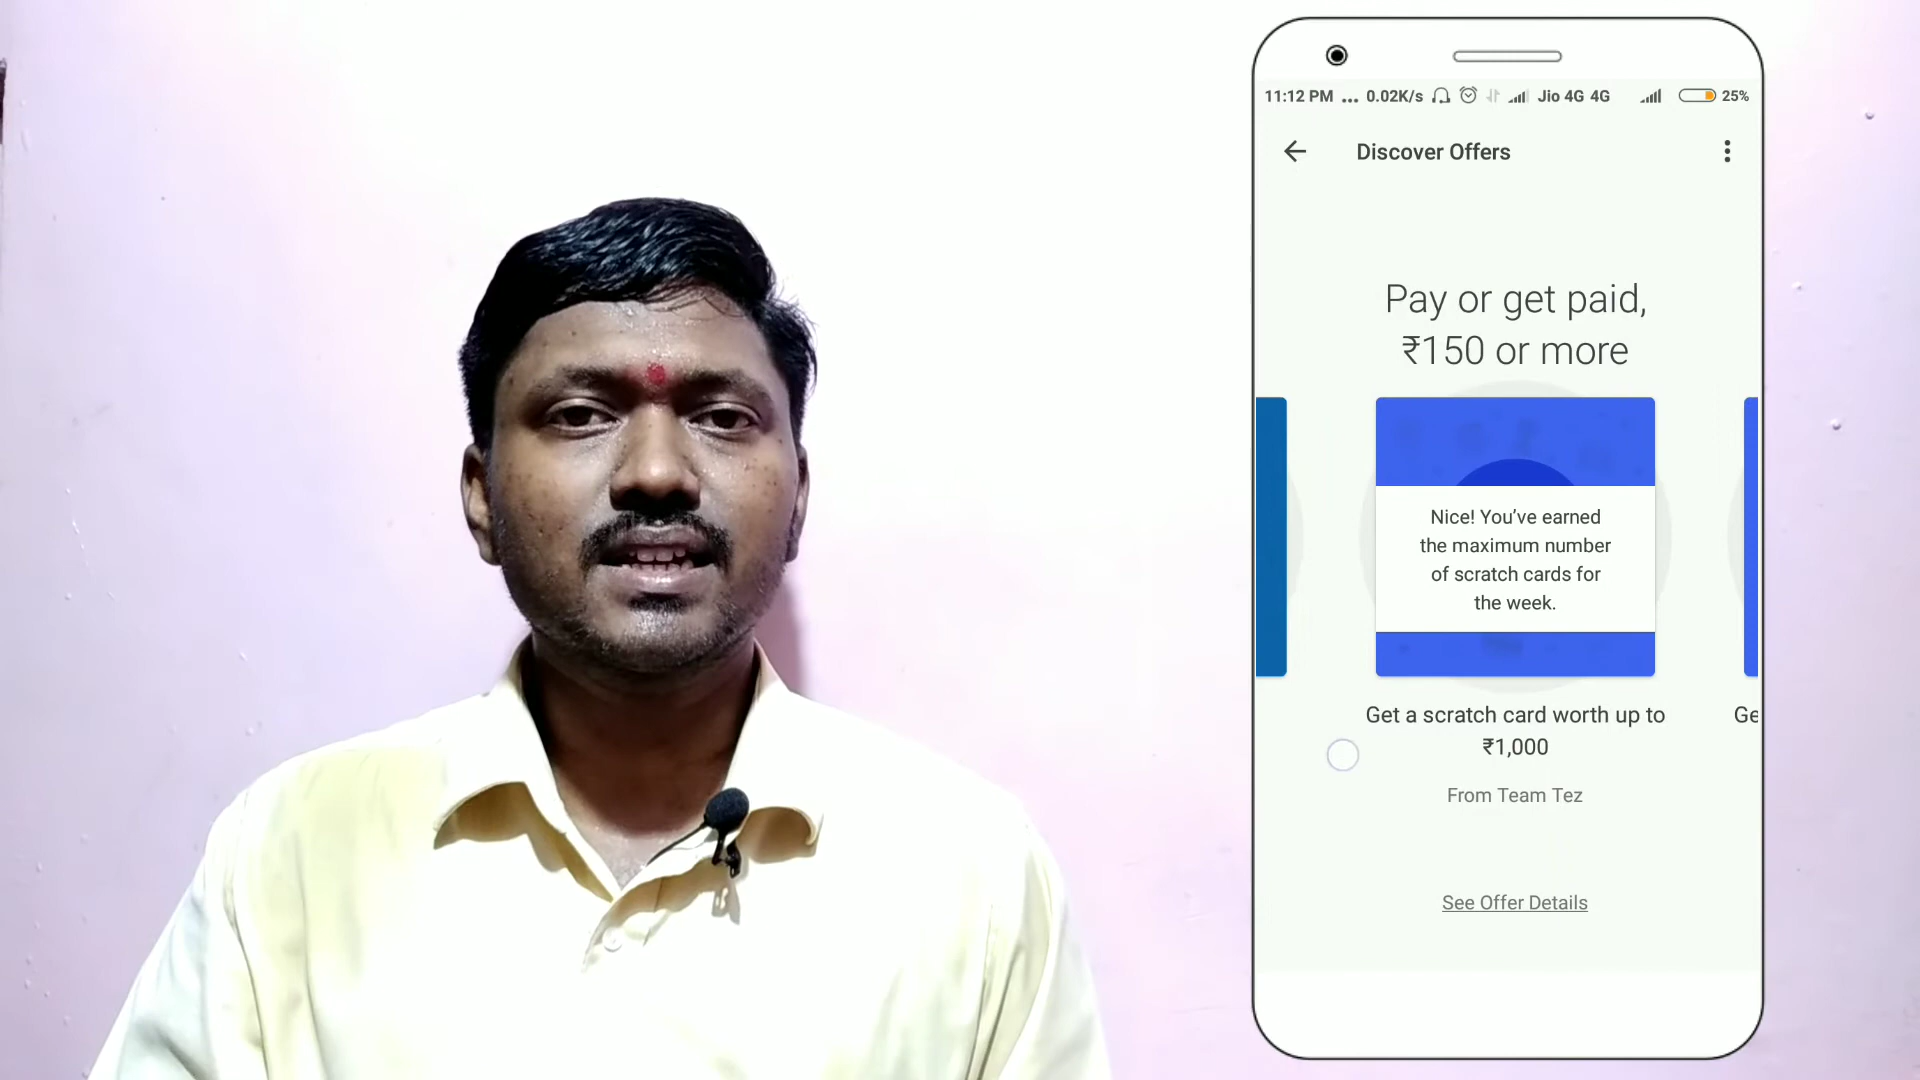 11:12 PM ... 0.02K/s Jio 4G 4G 25%
Discover Offers
Pay or get paid,
₹150 or more
Nice! You’ve earned
the maximum number
of scratch cards for
the week.
Get a scratch card worth up to
₹1,000
Ge
From Team Tez
See Offer Details